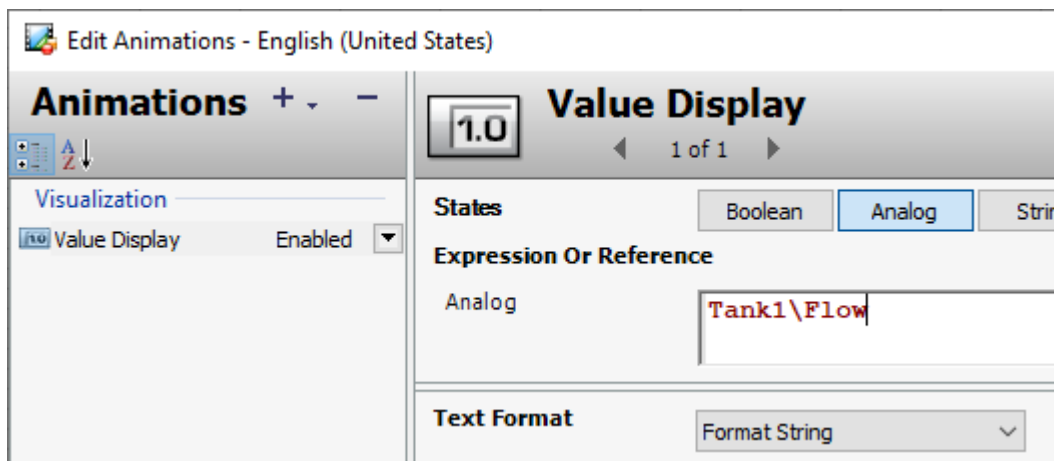 Edit Animations - English (United States)
Animations + -
Value Display
1.0
1 of 1
A
Z
Visualization
Value Display Enabled
States Boolean Analog
Expression Or Reference
Analog Tank1\Flow
Text Format Format String